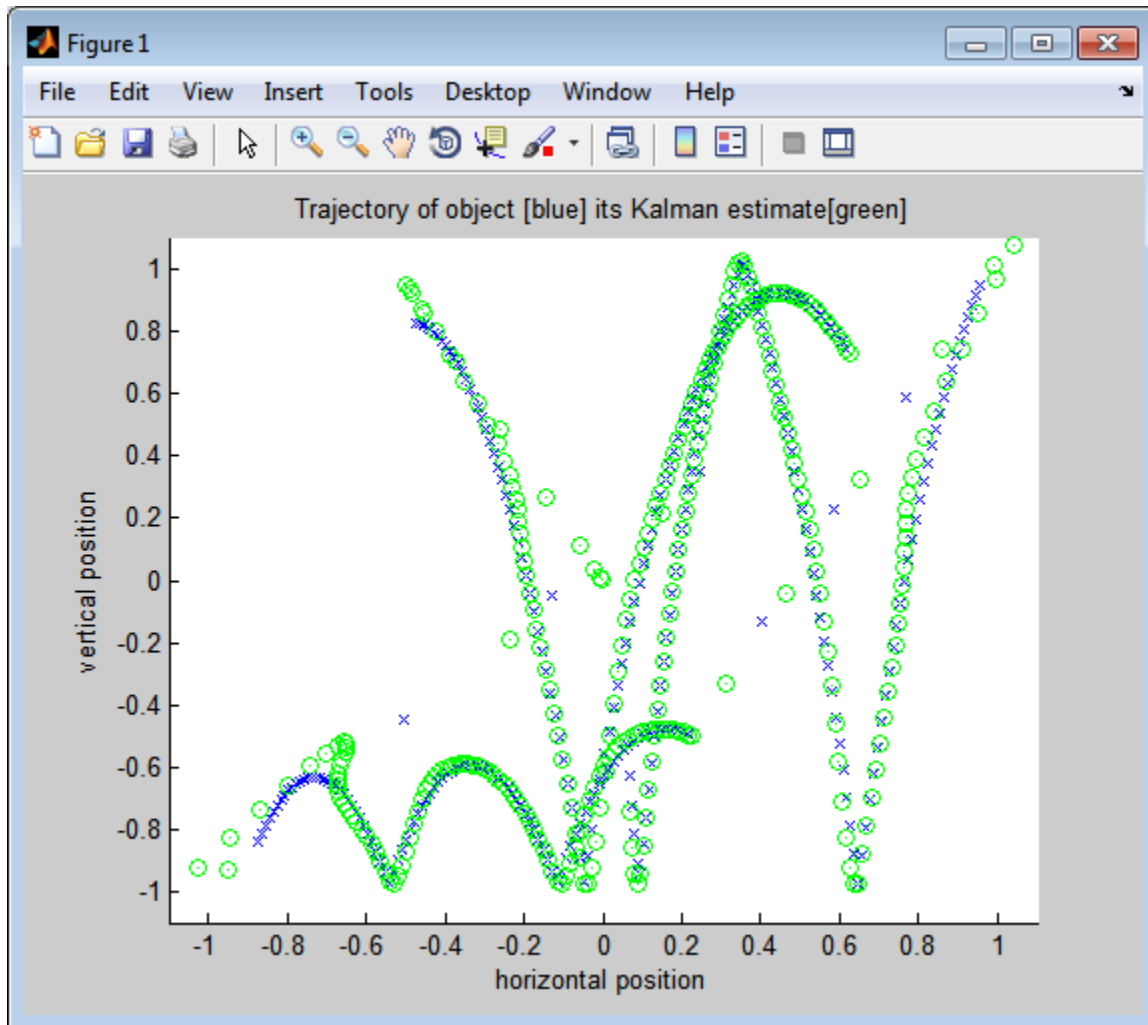 Figure 1
File Edit View Insert Tools Desktop Window Help
Trajectory of object [blue] its Kalman estimate[green]
1
0.8
0.6
0.4
0.2
0
-0.2
-0.4
-0.6
-0.8
-1
vertical position
-1 -0.8 -0.6 -0.4 -0.2 0 0.2 0.4 0.6 0.8 1
horizontal position